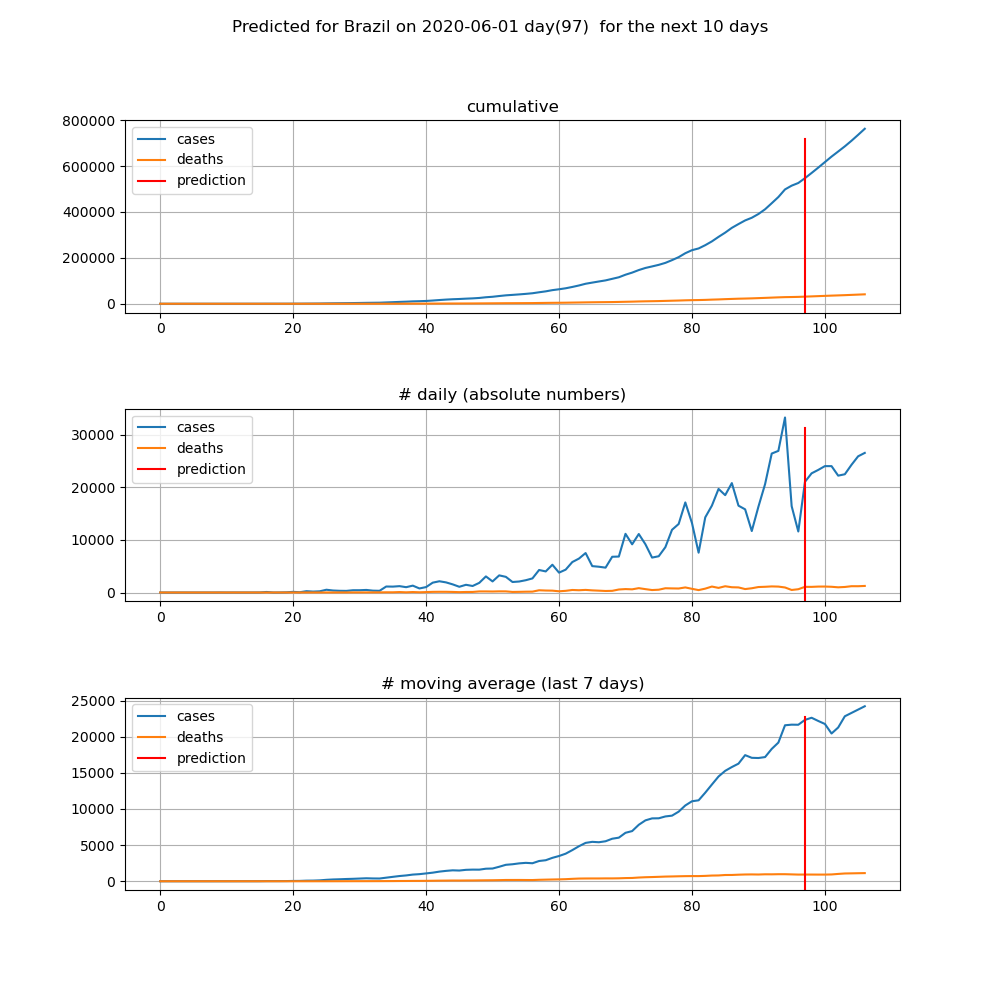 Predicted for Brazil on 2020-06-01 day(97)  for the next 10 days
cumulative
800000
600000
400000
200000
0
cases
deaths
prediction
0 20 40 60 80 100
# daily (absolute numbers)
30000
20000
10000
0
cases
deaths
prediction
0 20 40 60 80 100
# moving average (last 7 days)
25000
20000
15000
10000
5000
0
cases
deaths
prediction
0 20 40 60 80 100